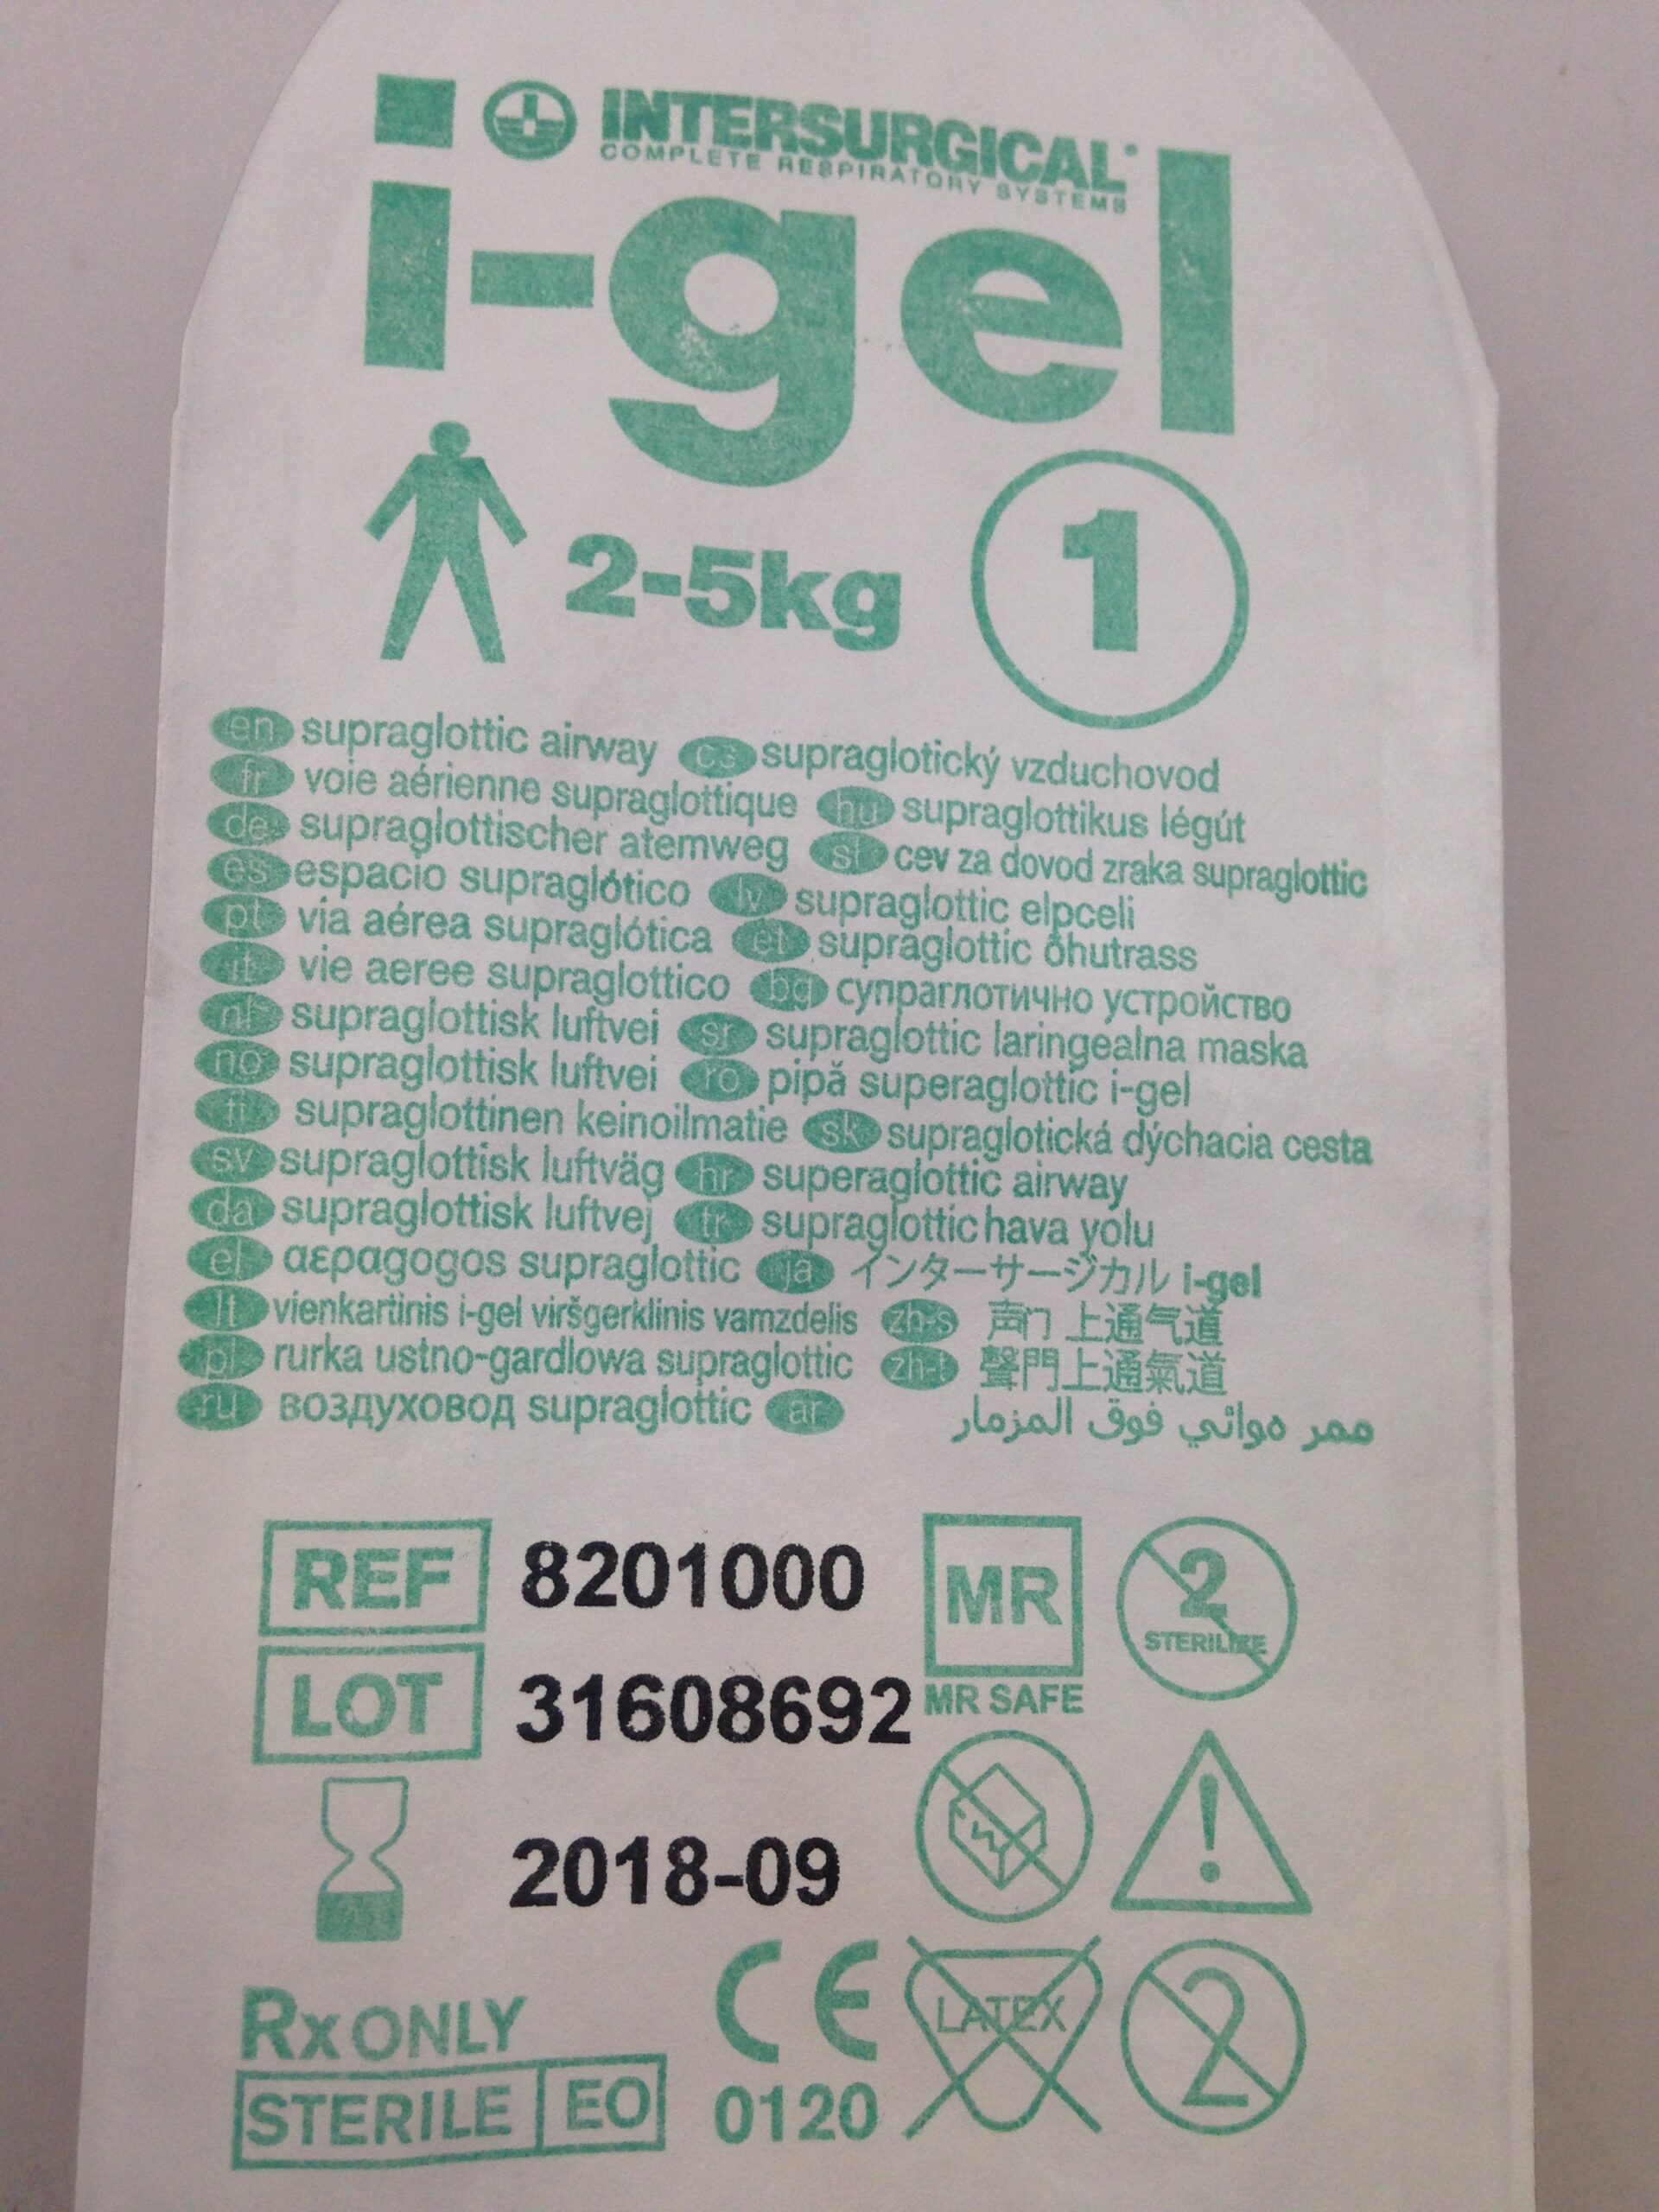 INTERSURGICAL®
COMPLETE RESPIRATORY SYSTEMS
i-gel
2-5kg 1
en supraglottic airway cs supraglotický vzduchovod
fr voie aérienne supraglottique hu supraglottikus légút
de supraglottischer atemweg sl cev za dovod zraka supraglottic
es espacio supraglótico lv supraglottic elpceli
pt via aérea supraglótica et supraglottic õhutrass
it vie aeree supraglottico bg супраглотично устройство
nl supraglottisk luftvei sr supraglottic laringealna maska
no supraglottisk luftvei ro pipă superaglottic i-gel
fi supraglottinen keinoilmatie sk supraglotická dýchacia cesta
sv supraglottisk luftväg hr superaglottic airway
da supraglottisk luftvej tr supraglottic hava yolu
el αεραgogos supraglottic ja インターサージカル i-gel
lt vienkartinis i-gel viršgerklinis vamzdelis zh-s 声门上通气道
pl rurka ustno-gardlowa supraglottic zh-t 聲門上通氣道
ru воздуховод supraglottic ar ممر هوائي فوق المزمار
REF 8201000 MR 2 STERILIZE
LOT 31608692 MR SAFE
2018-09
Rx ONLY CE LATEX 2
STERILE EO 0120